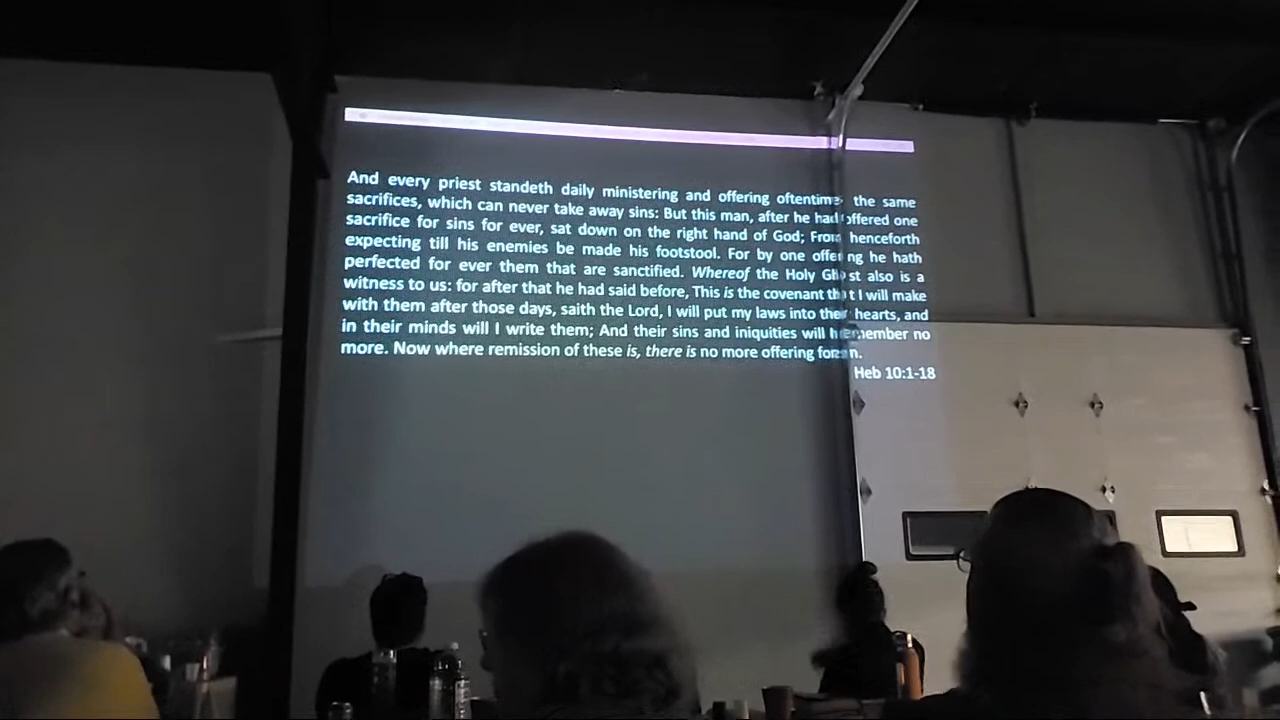 And every priest standeth daily ministering and offering oftentimes the same
sacrifices, which can never take away sins: But this man, after he had offered one
sacrifice for sins for ever, sat down on the right hand of God; From henceforth
expecting till his enemies be made his footstool. For by one offering he hath
perfected for ever them that are sanctified. Whereof the Holy Ghost also is a
witness to us: for after that he had said before, This is the covenant that I will make
with them after those days, saith the Lord, I will put my laws into their hearts, and
in their minds will I write them; And their sins and iniquities will I remember no
more. Now where remission of these is, there is no more offering for sin.
Heb 10:1-18